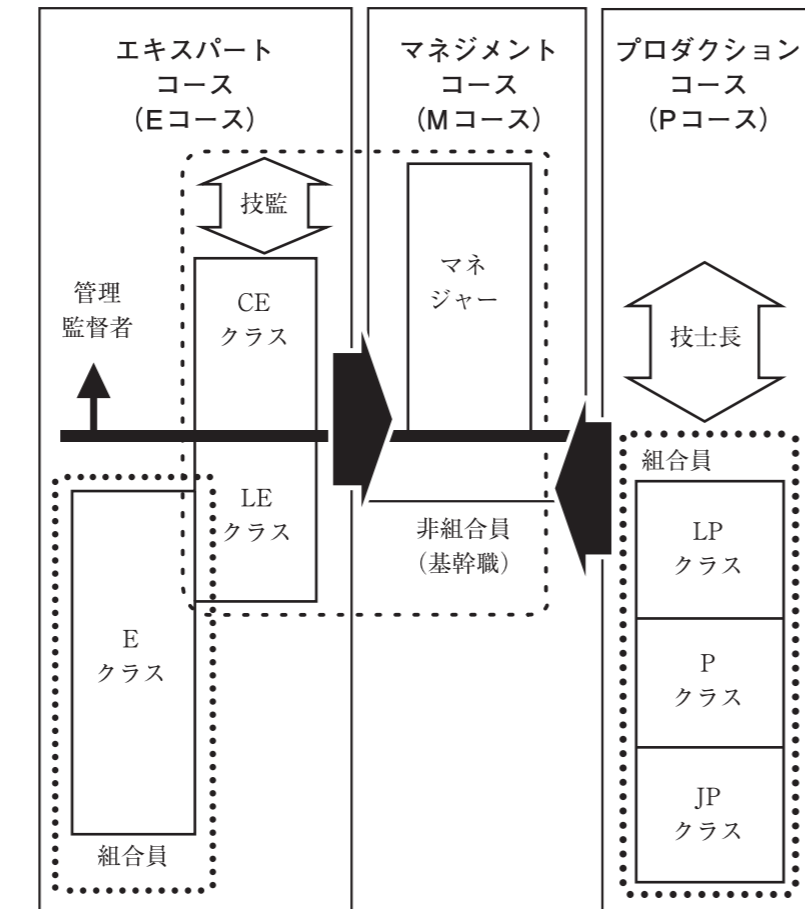 エキスパート
コース
(Eコース)
技監
管理
監督者
CE
クラス
LE
クラス
E
クラス
組合員
マネジメント
コース
(Mコース)
マネ
ジャー
非組合員
(基幹職)
プロダクション
コース
(Pコース)
技士長
組合員
LP
クラス
P
クラス
JP
クラス